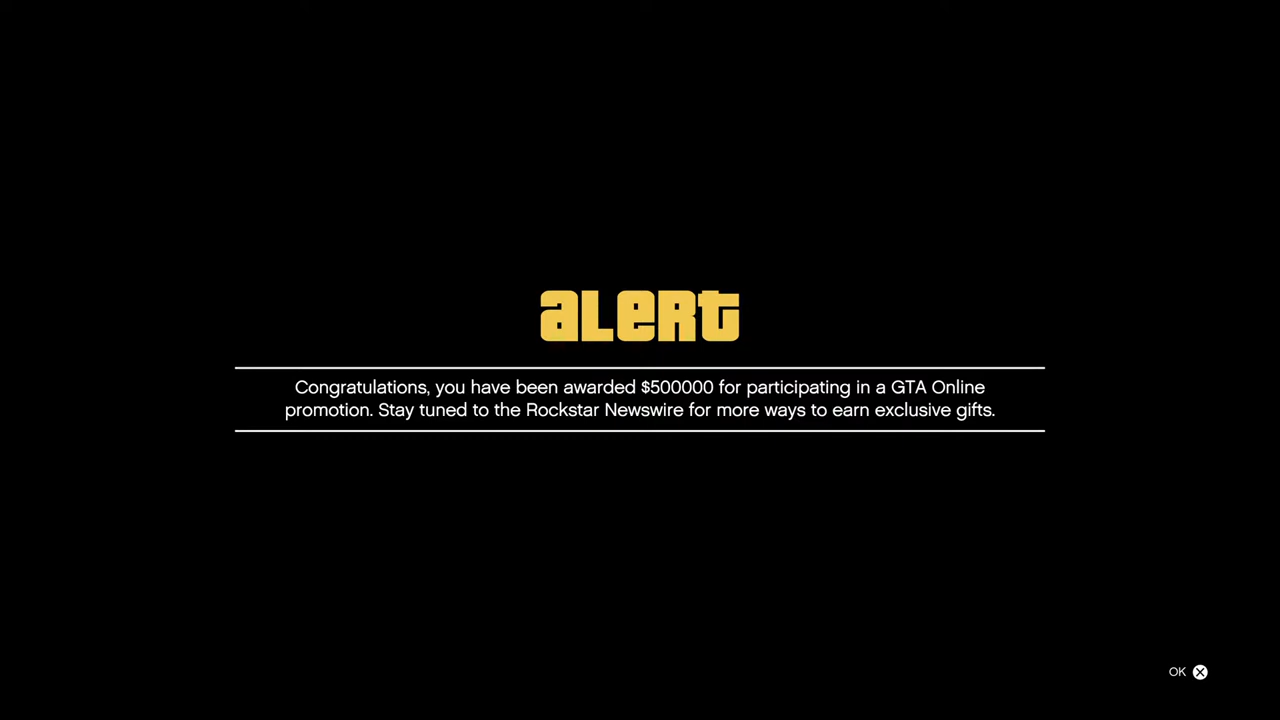 aLeRt
Congratulations, you have been awarded $500000 for participating in a GTA Online
promotion. Stay tuned to the Rockstar Newswire for more ways to earn exclusive gifts.
OK